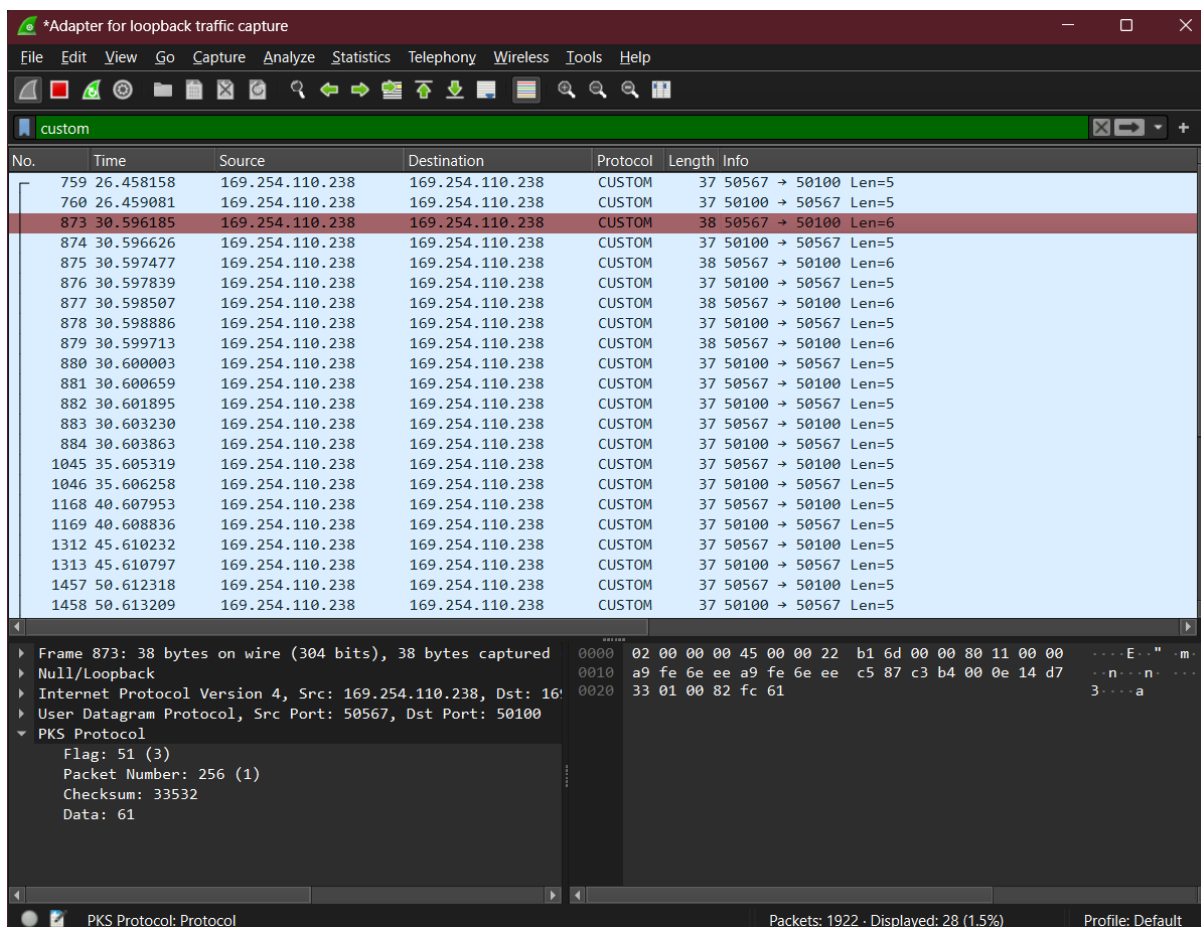 *Adapter for loopback traffic capture
File Edit View Go Capture Analyze Statistics Telephony Wireless Tools Help
custom
No. Time Source Destination Protocol Length Info
759 26.458158 169.254.110.238 169.254.110.238 CUSTOM 37 50567 → 50100 Len=5
760 26.459081 169.254.110.238 169.254.110.238 CUSTOM 37 50100 → 50567 Len=5
873 30.596185 169.254.110.238 169.254.110.238 CUSTOM 38 50567 → 50100 Len=6
874 30.596626 169.254.110.238 169.254.110.238 CUSTOM 37 50100 → 50567 Len=5
875 30.597477 169.254.110.238 169.254.110.238 CUSTOM 38 50567 → 50100 Len=6
876 30.597839 169.254.110.238 169.254.110.238 CUSTOM 37 50100 → 50567 Len=5
877 30.598507 169.254.110.238 169.254.110.238 CUSTOM 38 50567 → 50100 Len=6
878 30.598886 169.254.110.238 169.254.110.238 CUSTOM 37 50100 → 50567 Len=5
879 30.599713 169.254.110.238 169.254.110.238 CUSTOM 38 50567 → 50100 Len=6
880 30.600003 169.254.110.238 169.254.110.238 CUSTOM 37 50100 → 50567 Len=5
881 30.600659 169.254.110.238 169.254.110.238 CUSTOM 37 50567 → 50100 Len=5
882 30.601895 169.254.110.238 169.254.110.238 CUSTOM 37 50100 → 50567 Len=5
883 30.603230 169.254.110.238 169.254.110.238 CUSTOM 37 50567 → 50100 Len=5
884 30.603863 169.254.110.238 169.254.110.238 CUSTOM 37 50100 → 50567 Len=5
1045 35.605319 169.254.110.238 169.254.110.238 CUSTOM 37 50567 → 50100 Len=5
1046 35.606258 169.254.110.238 169.254.110.238 CUSTOM 37 50100 → 50567 Len=5
1168 40.607953 169.254.110.238 169.254.110.238 CUSTOM 37 50567 → 50100 Len=5
1169 40.608836 169.254.110.238 169.254.110.238 CUSTOM 37 50100 → 50567 Len=5
1312 45.610232 169.254.110.238 169.254.110.238 CUSTOM 37 50567 → 50100 Len=5
1313 45.610797 169.254.110.238 169.254.110.238 CUSTOM 37 50100 → 50567 Len=5
1457 50.612318 169.254.110.238 169.254.110.238 CUSTOM 37 50567 → 50100 Len=5
1458 50.613209 169.254.110.238 169.254.110.238 CUSTOM 37 50100 → 50567 Len=5
Frame 873: 38 bytes on wire (304 bits), 38 bytes captured
Null/Loopback
Internet Protocol Version 4, Src: 169.254.110.238, Dst: 16
User Datagram Protocol, Src Port: 50567, Dst Port: 50100
PKS Protocol
Flag: 51 (3)
Packet Number: 256 (1)
Checksum: 33532
Data: 61
0000 02 00 00 00 45 00 00 22 b1 6d 00 00 80 11 00 00 ····E··" ·m·
0010 a9 fe 6e ee a9 fe 6e ee c5 87 c3 b4 00 0e 14 d7 ··n···n· ···
0020 33 01 00 82 fc 61 3····a
PKS Protocol: Protocol Packets: 1922 · Displayed: 28 (1.5%) Profile: Default